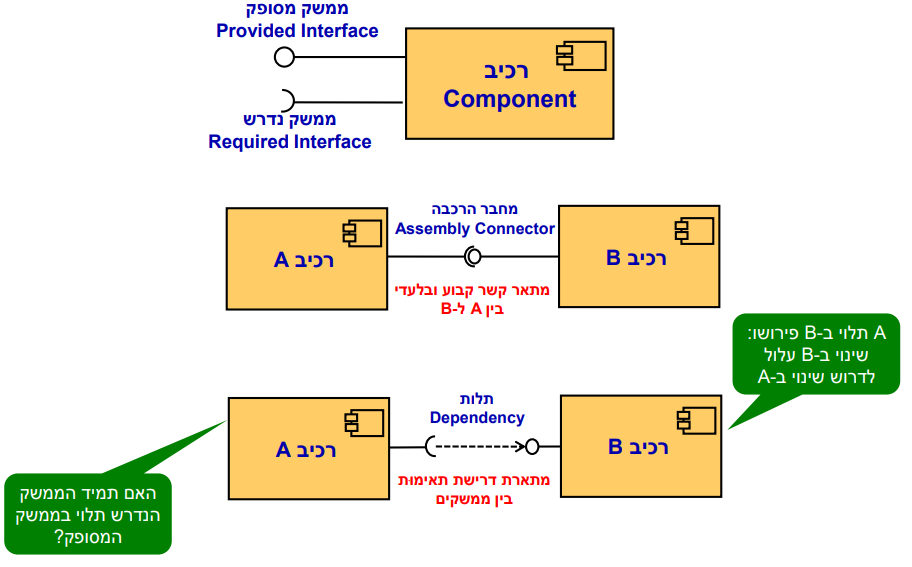 ממשק מסופק
Provided Interface
רכיב
Component
ממשק נדרש
Required Interface
מחבר הרכבה
Assembly Connector
רכיב A
רכיב B
מתאר קשר קבוע ובלעדי
בין A ל-B
A תלוי ב-B פירושו:
שינוי ב-B עלול
לדרוש שינוי ב-A
תלות
Dependency
רכיב A
רכיב B
מתארת דרישת תאימות
בין ממשקים
האם תמיד הממשק
הנדרש תלוי בממשק
המסופק?